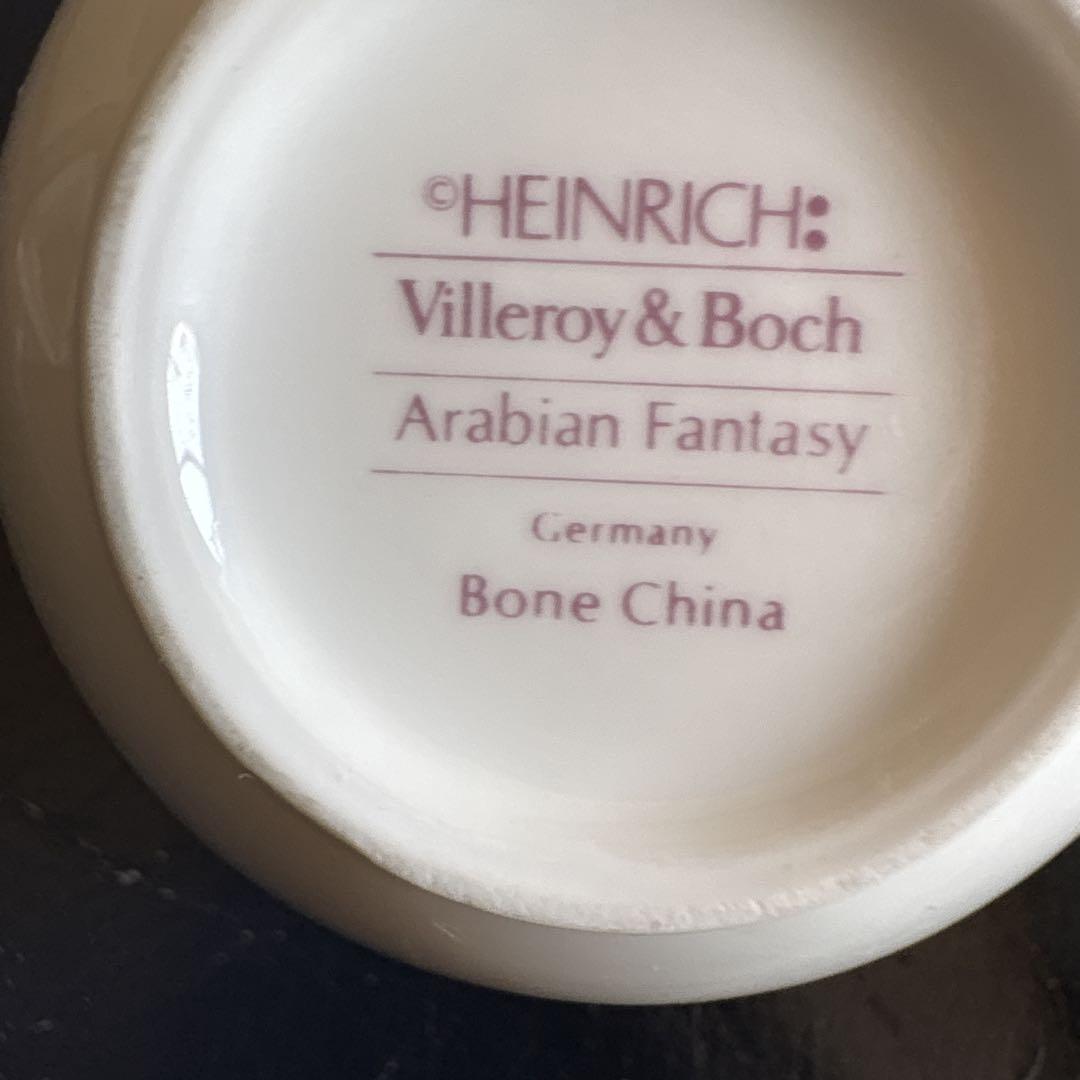 ©HEINRICH:
Villeroy & Boch
Arabian Fantasy
Germany
Bone China